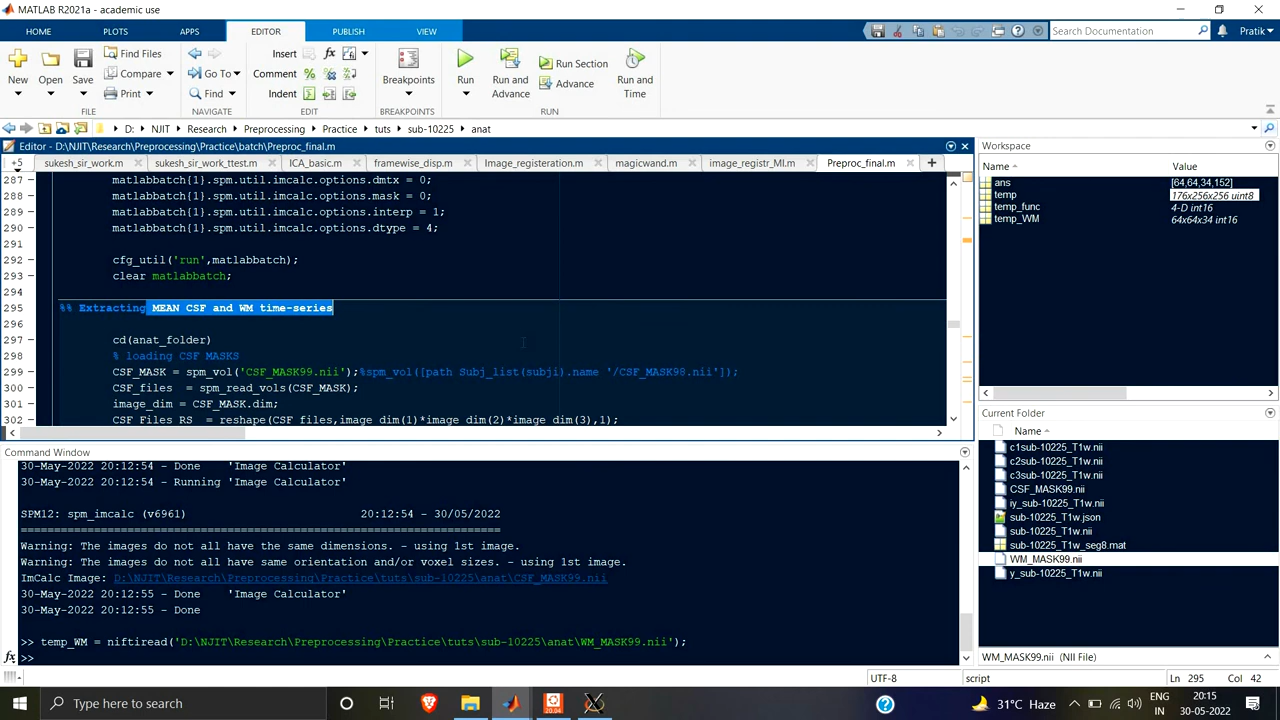 MATLAB R2021a - academic use
HOME PLOTS APPS EDITOR PUBLISH VIEW
Search Documentation
Pratik
New Open Save
Find Files
Compare
Print
FILE
Go To
Find
NAVIGATE
Insert
Comment
Indent
EDIT
Breakpoints
BREAKPOINTS
Run
Run and Advance
Run Section
Advance
Run and Time
RUN
D: NJIT Research Preprocessing Practice tuts sub-10225 anat
Editor - D:\NJIT\Research\Preprocessing\Practice\batch\Preproc_final.m
+5 sukesh_sir_work.m sukesh_sir_work_ttest.m ICA_basic.m framewise_disp.m Image_registeration.m magicwand.m image_registr_MI.m Preproc_final.m
287 matlabbatch{1}.spm.util.imcalc.options.dmtx = 0;
288 matlabbatch{1}.spm.util.imcalc.options.mask = 0;
289 matlabbatch{1}.spm.util.imcalc.options.interp = 1;
290 matlabbatch{1}.spm.util.imcalc.options.dtype = 4;
291
292 cfg_util('run',matlabbatch);
293 clear matlabbatch;
294
295 %% Extracting MEAN CSF and WM time-series
296
297 cd(anat_folder)
298 % loading CSF MASKS
299 CSF_MASK = spm_vol('CSF_MASK99.nii');%spm_vol([path Subj_list(subji).name '/CSF_MASK98.nii']);
300 CSF_files = spm_read_vols(CSF_MASK);
301 image_dim = CSF_MASK.dim;
302 CSF_Files_RS = reshape(CSF_files,image_dim(1)*image_dim(2)*image_dim(3),1);
Command Window
30-May-2022 20:12:54 - Done 'Image Calculator'
30-May-2022 20:12:54 - Running 'Image Calculator'
SPM12: spm_imcalc (v6961) 20:12:54 - 30/05/2022
========================================================================
Warning: The images do not all have the same dimensions. - using 1st image.
Warning: The images do not all have same orientation and/or voxel sizes. - using 1st image.
ImCalc Image: D:\NJIT\Research\Preprocessing\Practice\tuts\sub-10225\anat\CSF_MASK99.nii
30-May-2022 20:12:55 - Done 'Image Calculator'
30-May-2022 20:12:55 - Done
>> temp_WM = niftiread('D:\NJIT\Research\Preprocessing\Practice\tuts\sub-10225\anat\WM_MASK99.nii');
fx >>
Workspace
Name Value
ans [64,64,34,152]
temp 176x256x256 uint8
temp_func 4-D int16
temp_WM 64x64x34 int16
Current Folder
Name
c1sub-10225_T1w.nii
c2sub-10225_T1w.nii
c3sub-10225_T1w.nii
CSF_MASK99.nii
iy_sub-10225_T1w.nii
sub-10225_T1w.json
sub-10225_T1w.nii
sub-10225_T1w_seg8.mat
WM_MASK99.nii
y_sub-10225_T1w.nii
WM_MASK99.nii (NII File)
UTF-8 script Ln 295 Col 42
Type here to search
20.04
31°C Haze
ENG
IN
20:15
30-05-2022